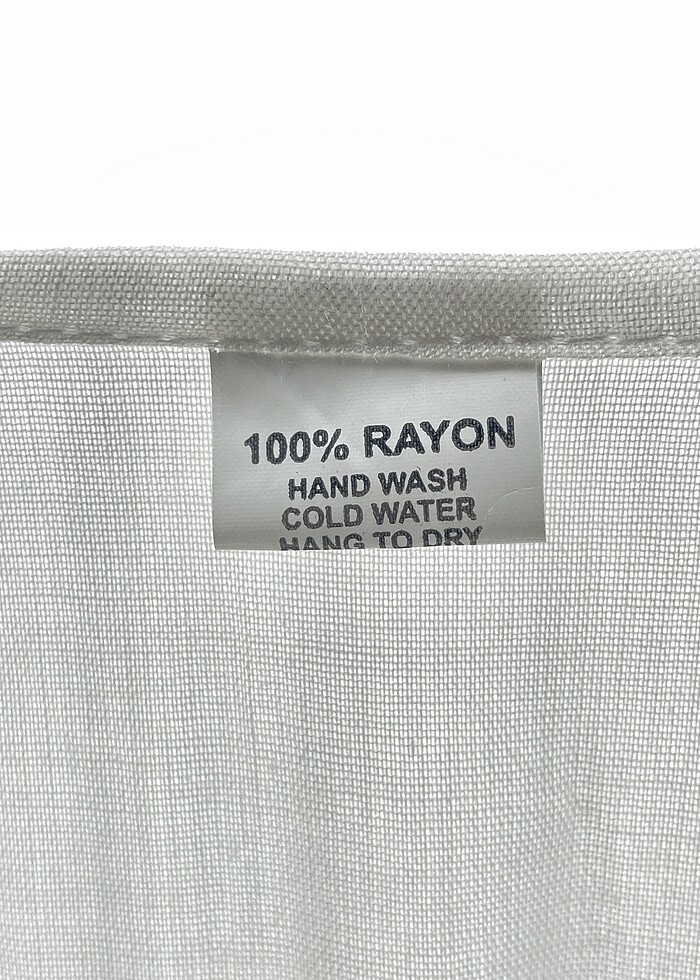 100% RAYON
HAND WASH
COLD WATER
HANG TO DRY